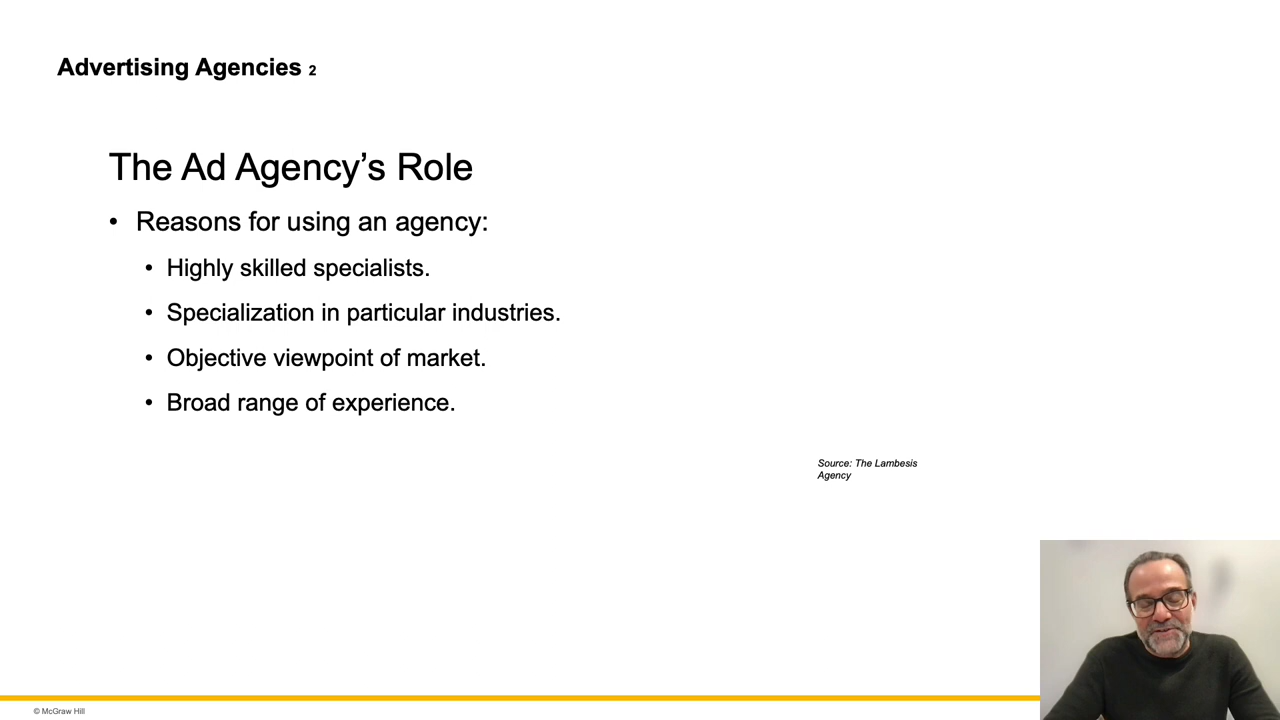 Advertising Agencies 2
The Ad Agency’s Role
• Reasons for using an agency:
• Highly skilled specialists.
• Specialization in particular industries.
• Objective viewpoint of market.
• Broad range of experience.
Source: The Lambesis
Agency
© McGraw Hill